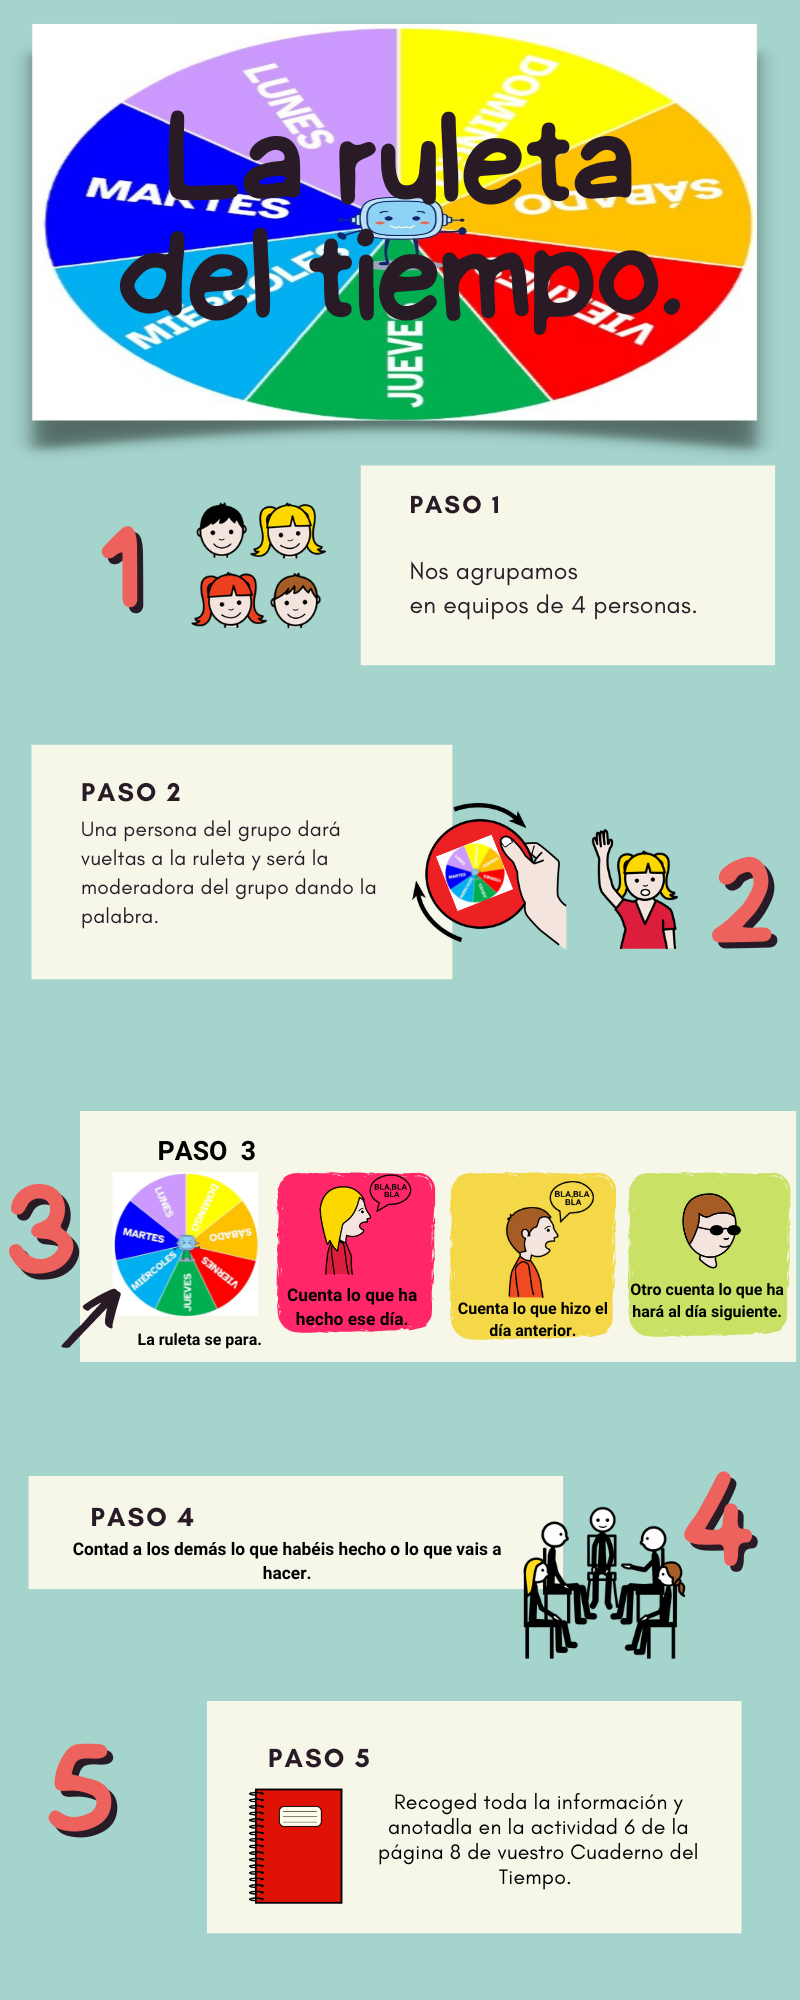 La ruleta
del tiempo.
LUNES
DOMIN
MARTES
SÁBADO
MIÉRCOLES
JUEVE
VIERNES
1
PASO 1
Nos agrupamos
en equipos de 4 personas.
PASO 2
Una persona del grupo dará
vueltas a la ruleta y será la
moderadora del grupo dando la
palabra.
2
3
PASO 3
LUNES
DOMINGO
MARTES
SÁBADO
MIÉRCOLES
JUEVES
VIERNES
La ruleta se para.
BLA,BLA
BLA
Cuenta lo que ha
hecho ese día.
BLA,BLA
BLA
Cuenta lo que hizo el
día anterior.
Otro cuenta lo que ha
hará al día siguiente.
PASO 4
Contad a los demás lo que habéis hecho o lo que vais a
hacer.
4
5
PASO 5
Recoged toda la información y
anotadla en la actividad 6 de la
página 8 de vuestro Cuaderno del
Tiempo.